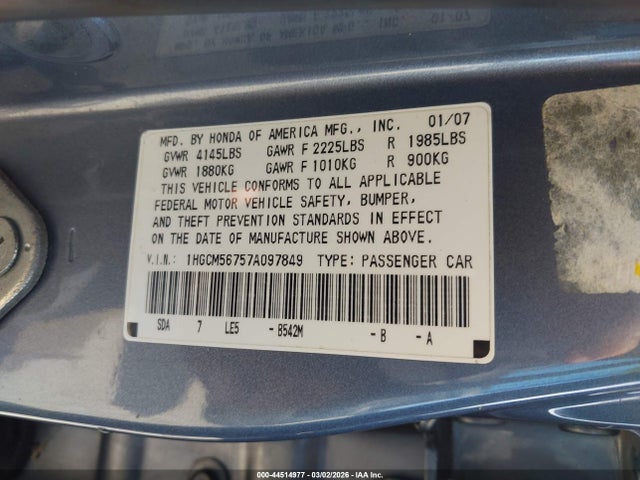 MFD. BY HONDA OF AMERICA MFG., INC. 01/07
GVWR 4145LBS GAWR F 2225LBS R 1985LBS
GVWR 1880KG GAWR F 1010KG R 900KG
THIS VEHICLE CONFORMS TO ALL APPLICABLE
FEDERAL MOTOR VEHICLE SAFETY, BUMPER,
AND THEFT PREVENTION STANDARDS IN EFFECT
ON THE DATE OF MANUFACTURE SHOWN ABOVE.
V.I.N.: 1HGCM56757A097849 TYPE: PASSENGER CAR
SDA 7 LE5 -B542M -B -A
000-44514977 - 03/02/2026 - IAA Inc.